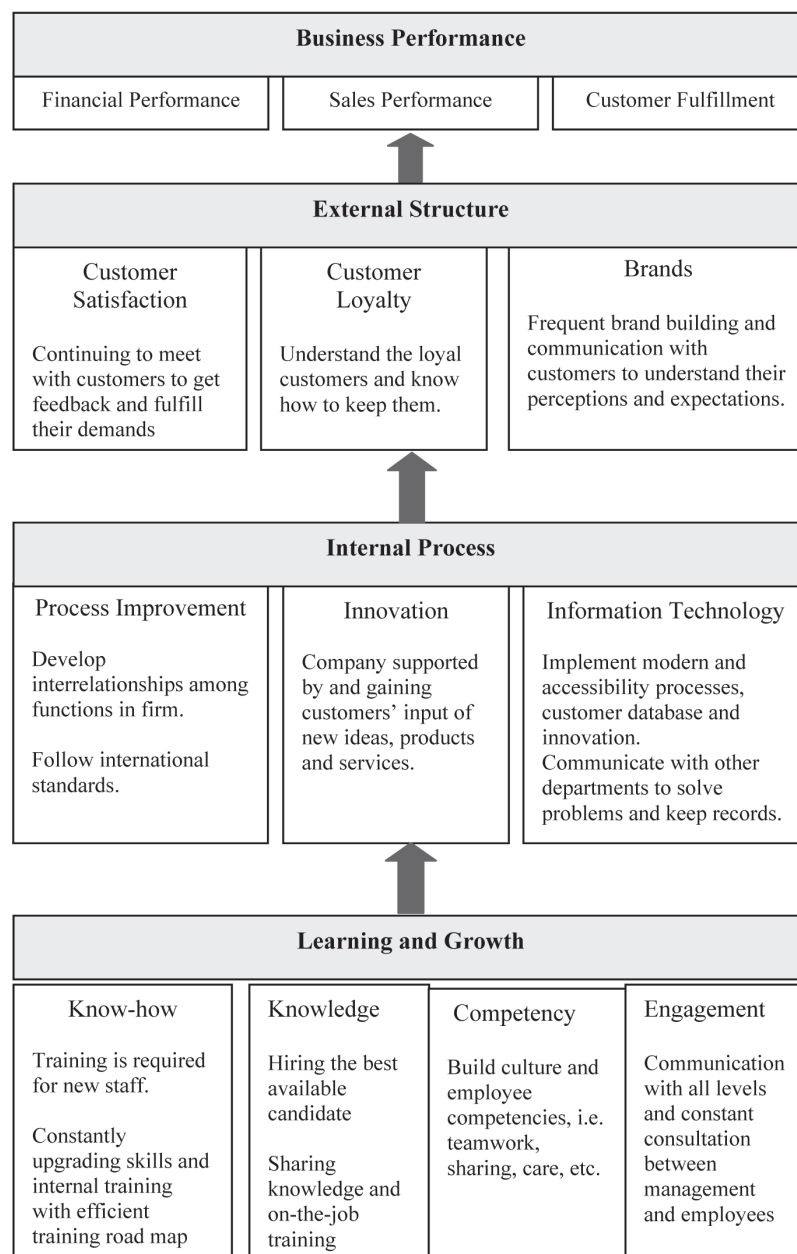 Business Performance
Financial Performance
Sales Performance
Customer Fulfillment
External Structure
Customer
Satisfaction
Continuing to meet
with customers to get
feedback and fulfill
their demands
Customer
Loyalty
Understand the loyal
customers and know
how to keep them.
Brands
Frequent brand building and
communication with
customers to understand their
perceptions and expectations.
Internal Process
Process Improvement
Develop
interrelationships among
functions in firm.
Follow international
standards.
Innovation
Company supported
by and gaining
customers’ input of
new ideas, products
and services.
Information Technology
Implement modern and
accessibility processes,
customer database and
innovation.
Communicate with other
departments to solve
problems and keep records.
Learning and Growth
Know-how
Training is required
for new staff.
Constantly
upgrading skills and
internal training
with efficient
training road map
Knowledge
Hiring the best
available
candidate
Sharing
knowledge and
on-the-job
training
Competency
Build culture and
employee
competencies, i.e.
teamwork,
sharing, care, etc.
Engagement
Communication
with all levels
and constant
consultation
between
management
and employees